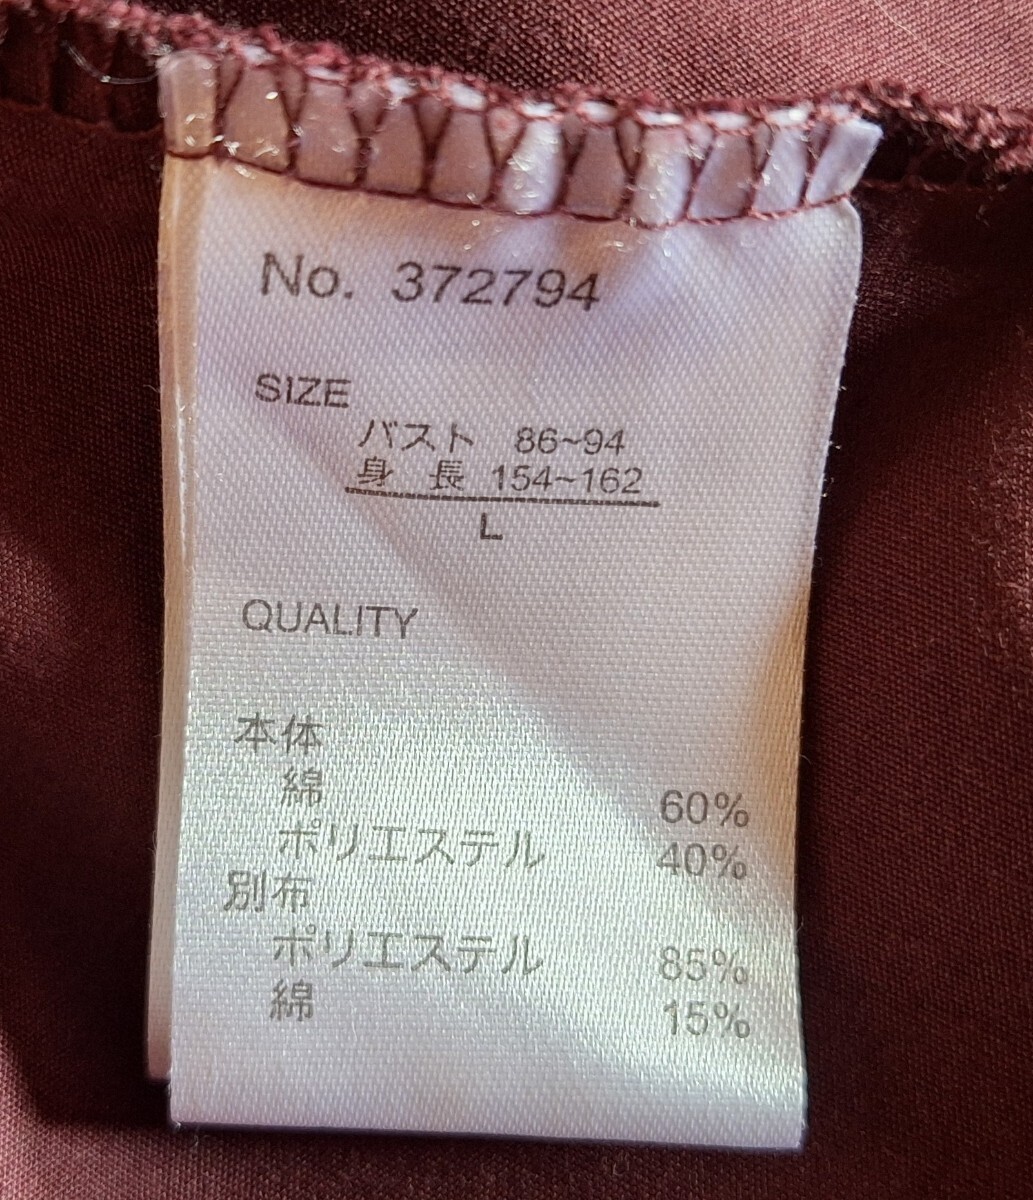 No. 372794
SIZE
バスト 86~94
身 長 154~162
L
QUALITY
本体
綿 60%
ポリエステル 40%
別布
ポリエステル 85%
綿 15%